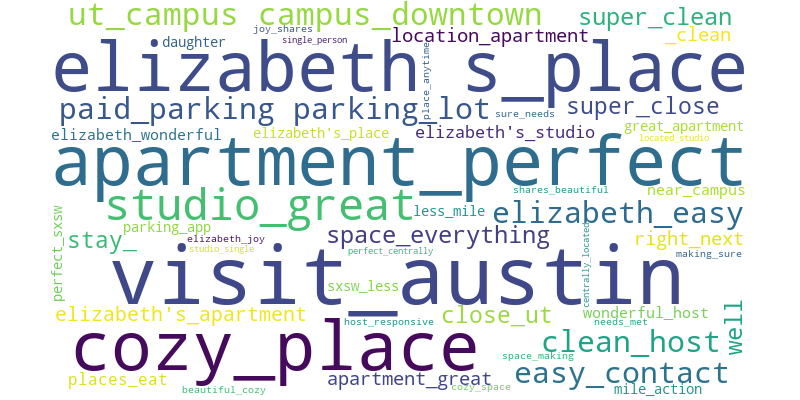 ut_campus campus_downtown super_clean
joy_shares
daughter single_person location_apartment _clean
elizabeth s_place
place_anytime
paid_parking parking_lot super_close
sure_needs
elizabeth_wonderful elizabeth's_place elizabeth's_studio great_apartment
located_studio
apartment_perfect
studio_great shares_beautiful near_campus
less_mile elizabeth_easy
perfect_sxsw parking_app
stay_ elizabeth_joy space_everything centrally_located right_next
studio_single perfect_centrally making_sure
visit_austin
sxsw_less
elizabeth's_apartment close_ut wonderful_host
host_responsive needs_met
cozy_place clean_host well
space_making
places_eat apartment_great easy_contact
beautiful_cozy cozy_space mile_action